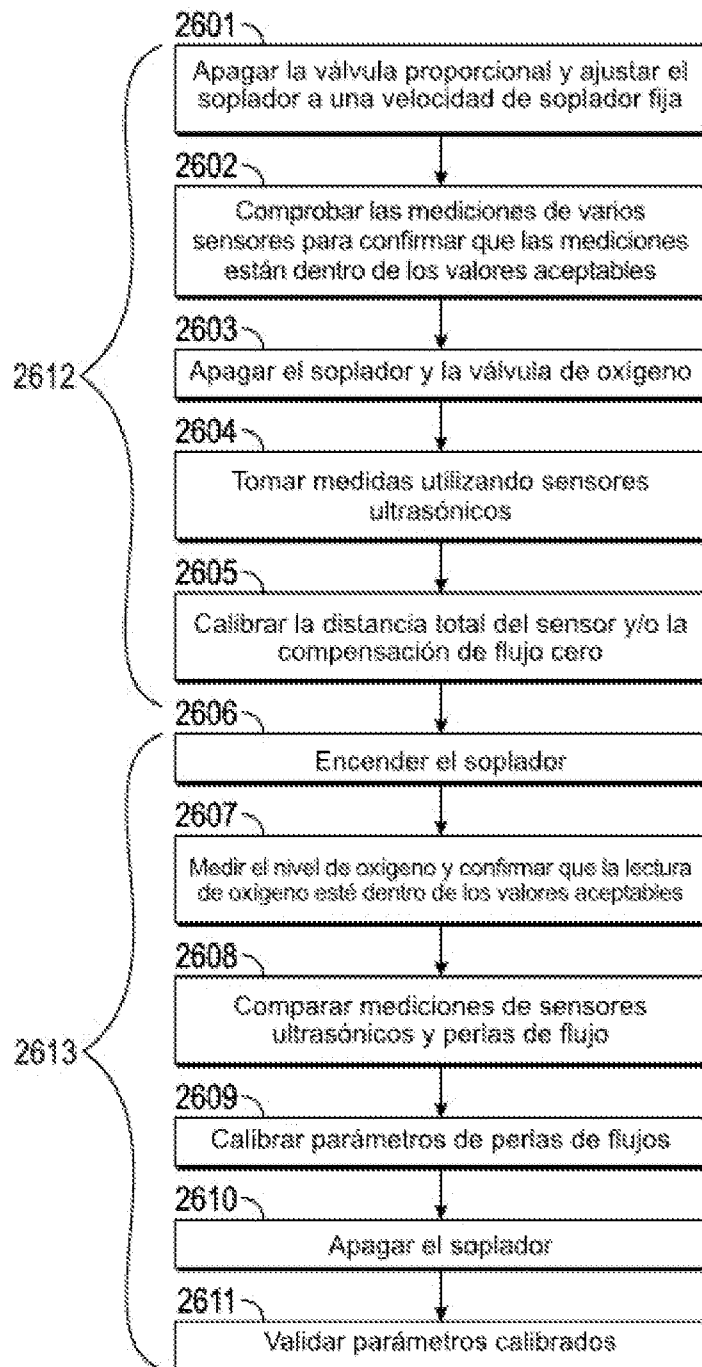 2601
Apagar la válvula proporcional y ajustar el
soplador a una velocidad de soplador fija
2602
Comprobar las mediciones de varios
sensores para confirmar que las mediciones
están dentro de los valores aceptables
2603
2612
Apagar el soplador y la válvula de oxígeno
2604
Tomar medidas utilizando sensores
ultrasónicos
2605
Calibrar la distancia total del sensor y/o la
compensación de flujo cero
2606
Encender el soplador
2607
Medir el nivel de oxígeno y confirmar que la lectura
de oxígeno esté dentro de los valores aceptables
2608
Comparar mediciones de sensores
ultrasónicos y perlas de flujo
2613
2609
Calibrar parámetros de perlas de flujos
2610
Apagar el soplador
2611
Validar parámetros calibrados